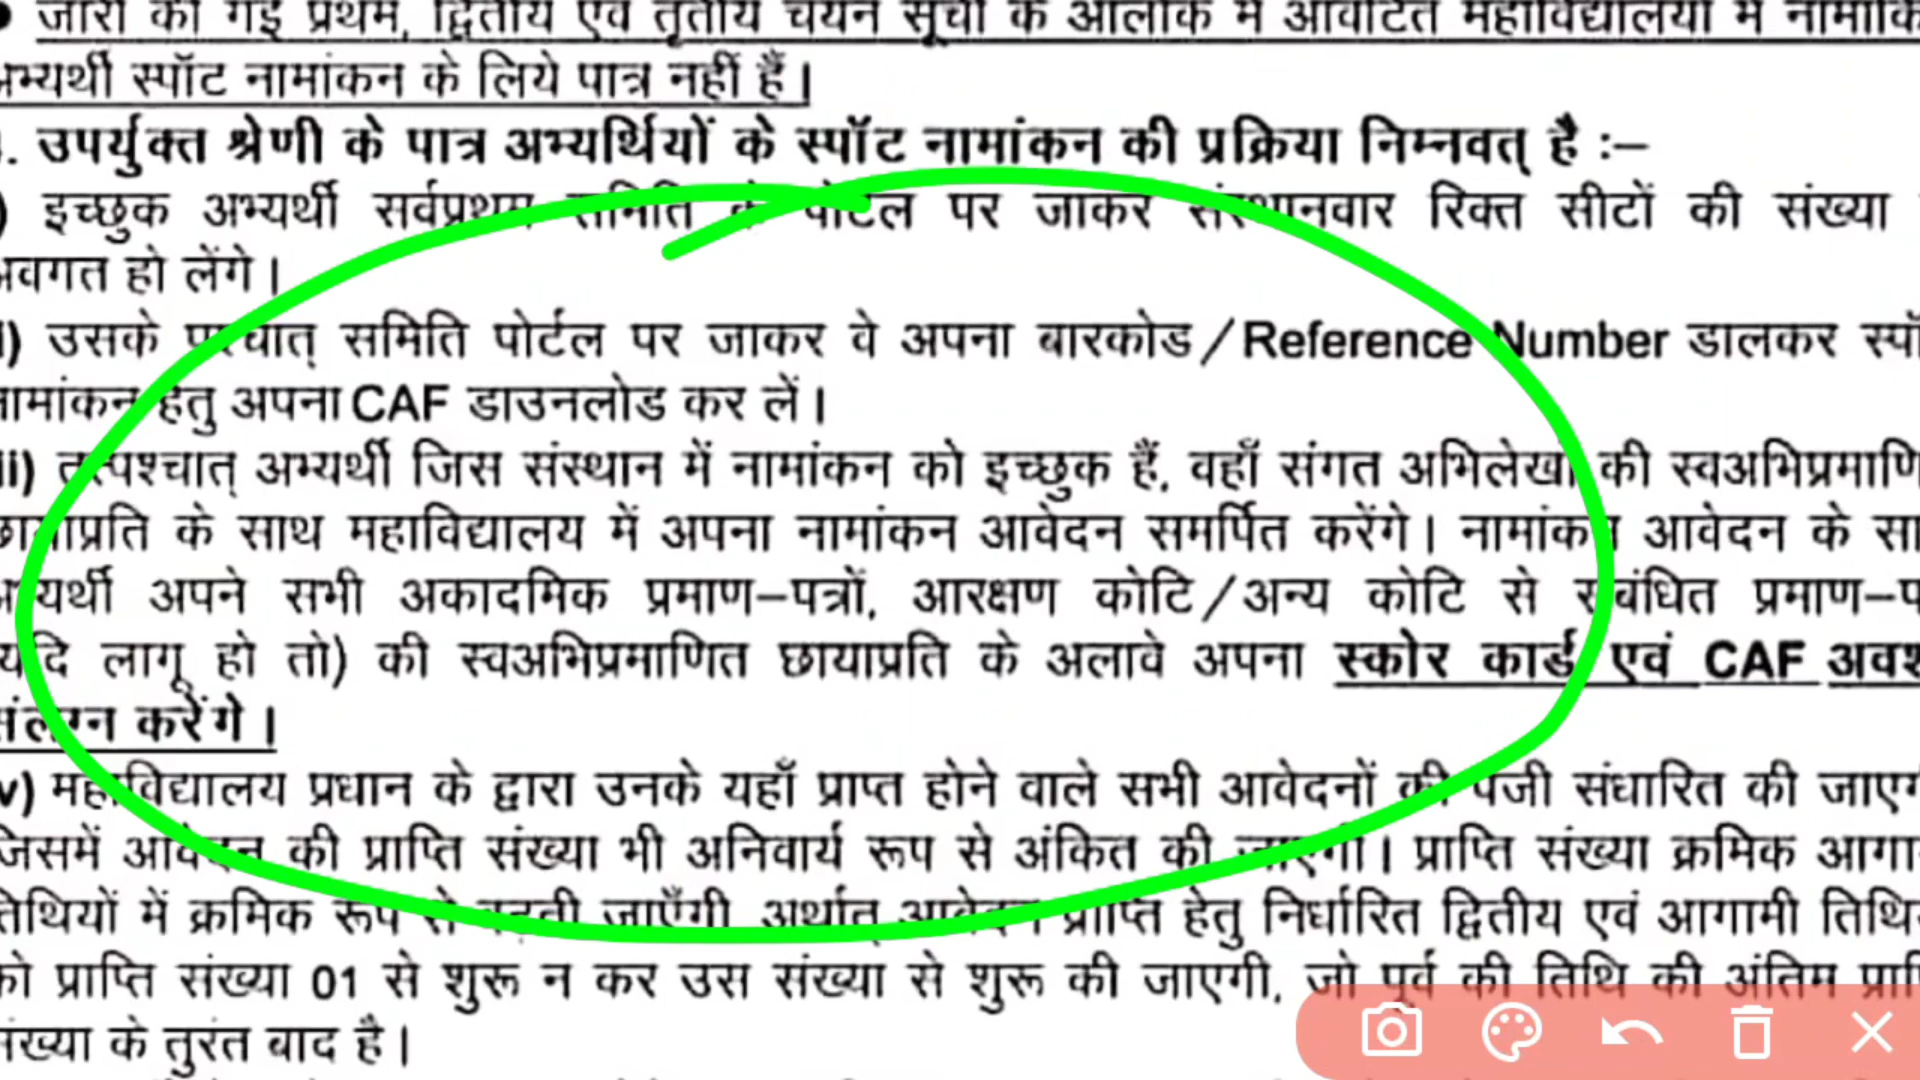 जारी की गई प्रथम, द्वितीय एवं तृतीय चयन सूची के आलोक में आवंटित महाविद्यालयों में
अभ्यर्थी स्पॉट नामांकन के लिये पात्र नहीं हैं।
. उपर्युक्त श्रेणी के पात्र अभ्यर्थियों के स्पॉट नामांकन की प्रक्रिया निम्नवत् है :–
) इच्छुक अभ्यर्थी सर्वप्रथम समिति के पोर्टल पर जाकर संस्थानवार रिक्त सीटों की संख्या
अवगत हो लेंगे।
i) उसके पश्चात् समिति पोर्टल पर जाकर वे अपना बारकोड/Reference Number डालकर
नामांकन हेतु अपना CAF डाउनलोड कर लें।
ii) तत्पश्चात् अभ्यर्थी जिस संस्थान में नामांकन को इच्छुक हैं, वहाँ संगत अभिलेखों की
छायाप्रति के साथ महाविद्यालय में अपना नामांकन आवेदन समर्पित करेंगे। नामांकन आवेदन के
अभ्यर्थी अपने सभी अकादमिक प्रमाण–पत्रों, आरक्षण कोटि/अन्य कोटि से संबंधित प्रमाण–
यदि लागू हो तो) की स्वअभिप्रमाणित छायाप्रति के अलावे अपना स्कोर कार्ड एवं CAF
संलग्न करेंगे।
v) महाविद्यालय प्रधान के द्वारा उनके यहाँ प्राप्त होने वाले सभी आवेदनों की पंजी संधारित की
जिसमें आवेदन की प्राप्ति संख्या भी अनिवार्य रूप से अंकित की जाएगी। प्राप्ति संख्या क्रमिक
तिथियों में क्रमिक रूप से बढ़ती जाएँगी अर्थात् आवेदन प्राप्ति हेतु निर्धारित द्वितीय एवं आगामी
को प्राप्ति संख्या 01 से शुरू न कर उस संख्या से शुरू की जाएगी, जो पूर्व की तिथि की अंतिम
संख्या के तुरंत बाद है।